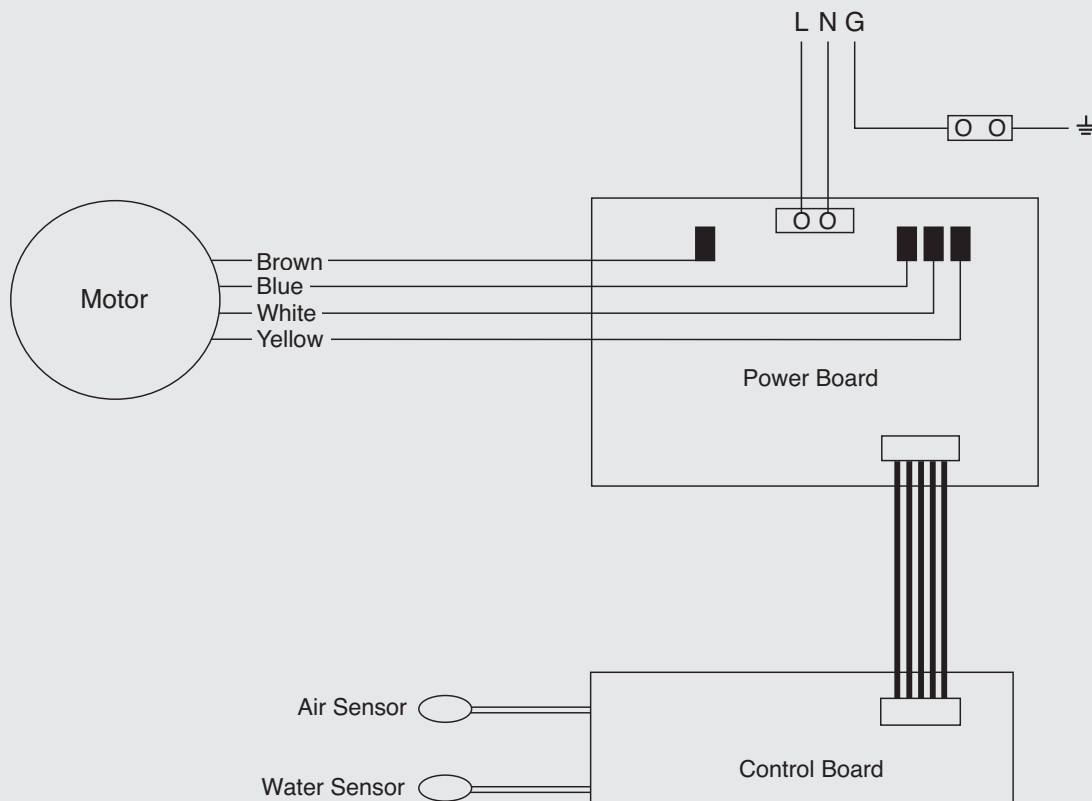 L N G
Brown
Blue
Motor
White
Yellow
Power Board
Air Sensor
Control Board
Water Sensor